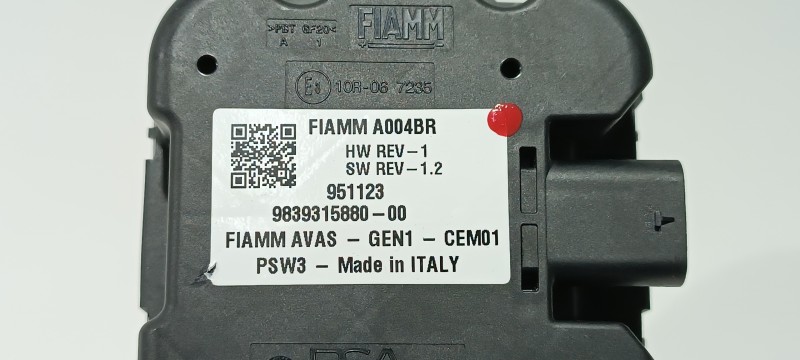 >PBT GF20<
FIAMM
A 1
10R-06 7235
FIAMM A004BR
HW REV-1
SW REV-1.2
951123
9839315880-00
FIAMM AVAS - GEN1 - CEM01
PSW3 - Made in ITALY